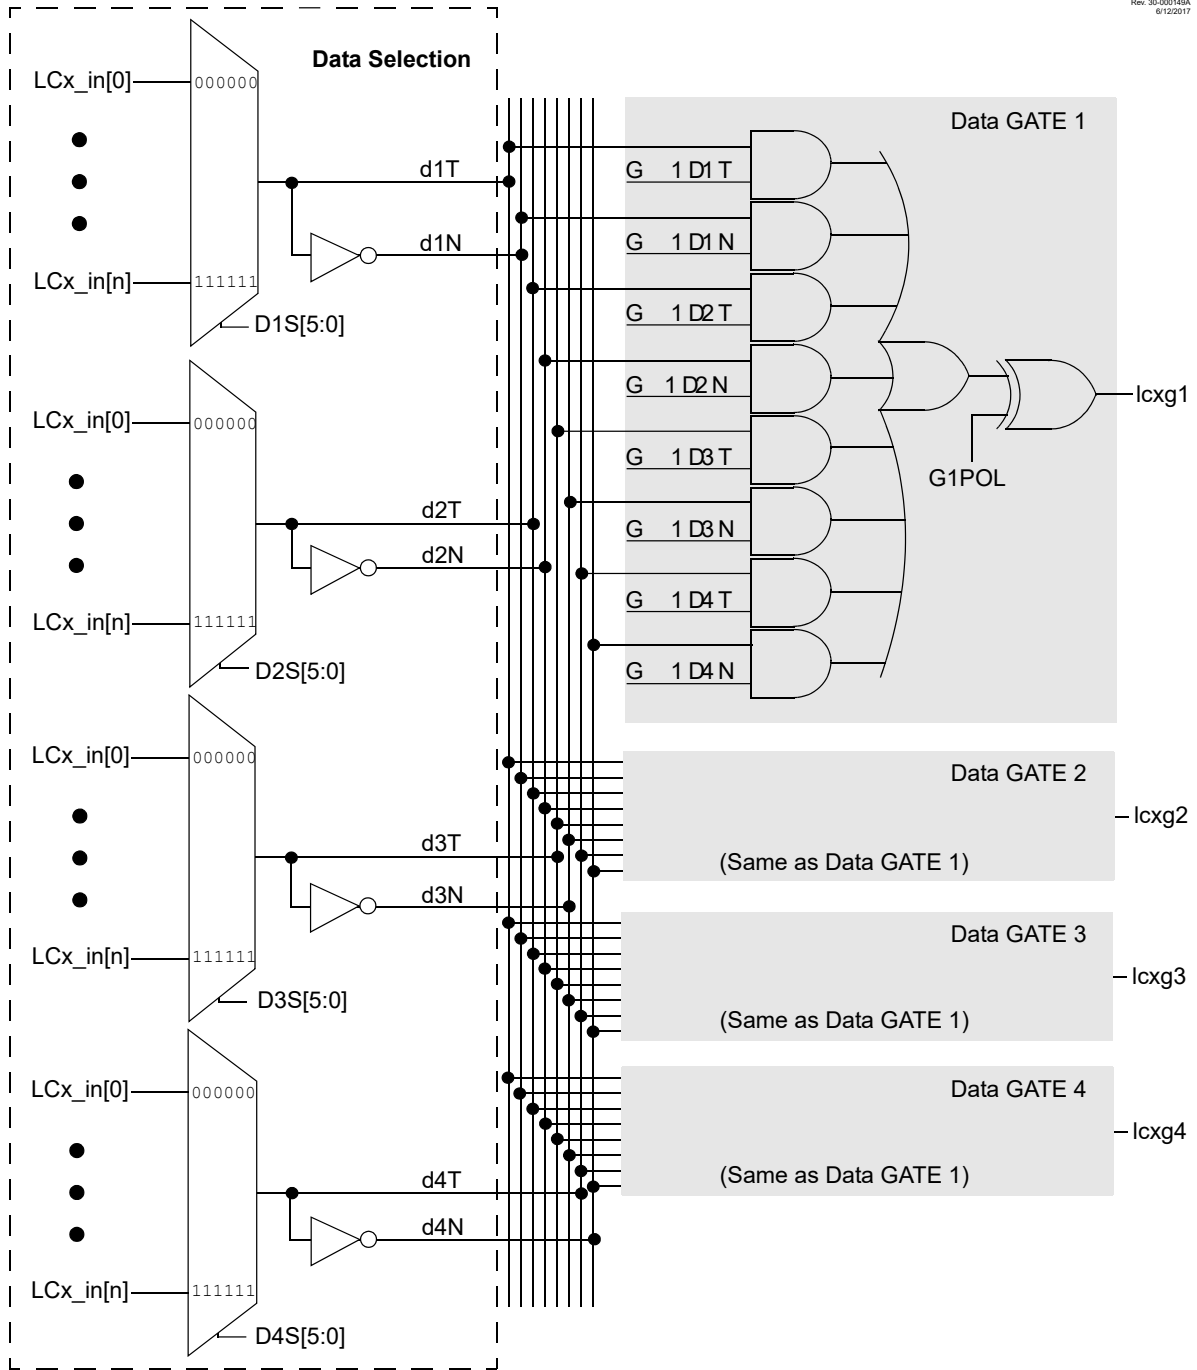 Rev. 30-000149A
6/12/2017
Data Selection
LCx_in[0]
000000
d1T
d1N
LCx_in[n]
111111
D1S[5:0]
LCx_in[0]
000000
d2T
d2N
LCx_in[n]
111111
D2S[5:0]
LCx_in[0]
000000
d3T
d3N
LCx_in[n]
111111
D3S[5:0]
LCx_in[0]
000000
d4T
d4N
LCx_in[n]
111111
D4S[5:0]
Data GATE 1
G 1 D1 T
G 1 D1 N
G 1 D2 T
G 1 D2 N
G 1 D3 T
G 1 D3 N
G 1 D4 T
G 1 D4 N
G1POL
lcxg1
Data GATE 2
(Same as Data GATE 1)
lcxg2
Data GATE 3
(Same as Data GATE 1)
lcxg3
Data GATE 4
(Same as Data GATE 1)
lcxg4